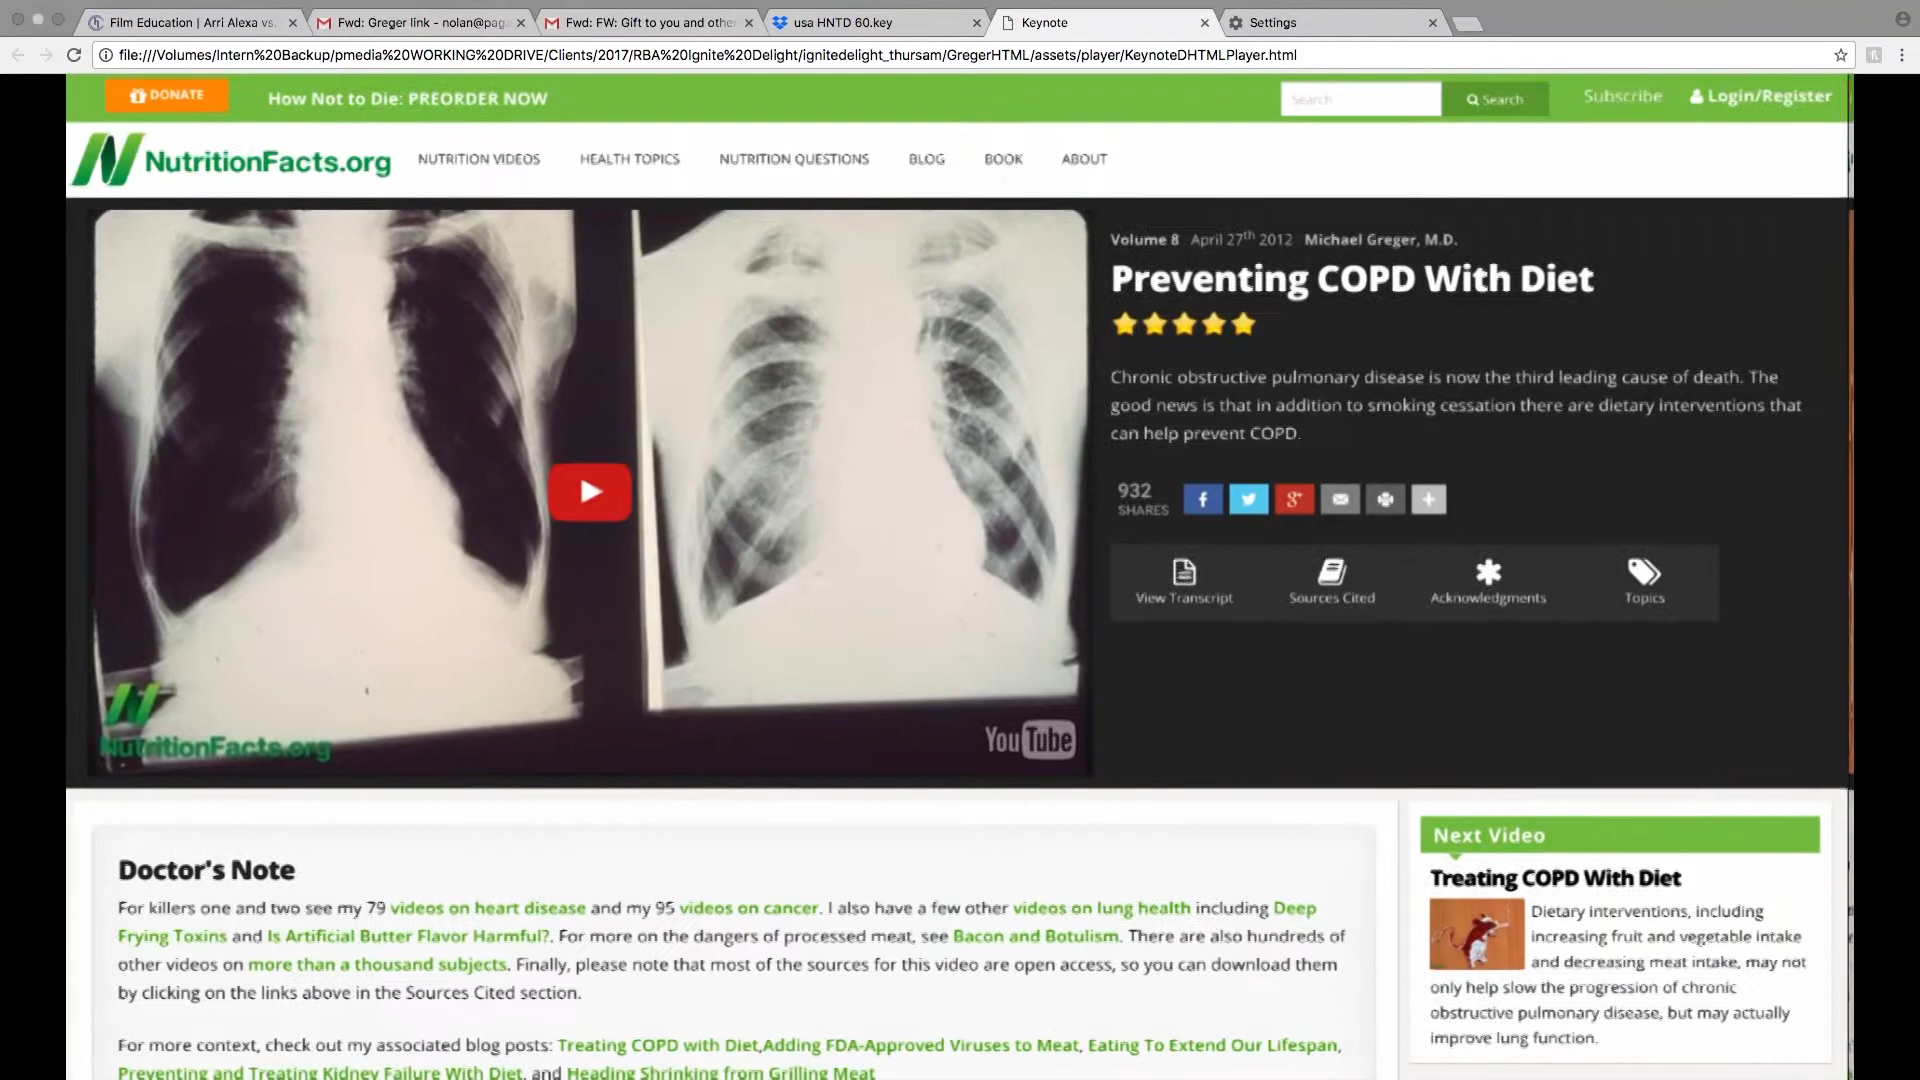 Film Education | Arri Alexa vs.
Fwd: Greger link - nolan@pag
Fwd: FW: Gift to you and other
usa HNTD 60.key
Keynote
Settings
file:///Volumes/Intern%20Backup/pmedia%20WORKING%20DRIVE/Clients/2017/RBA%20Ignite%20Delight/ignitedelight_thursam/GregerHTML/assets/player/KeynoteDHTMLPlayer.html
DONATE
How Not to Die: PREORDER NOW
Search
Search
Subscribe
Login/Register
NutritionFacts.org
NUTRITION VIDEOS
HEALTH TOPICS
NUTRITION QUESTIONS
BLOG
BOOK
ABOUT
Volume 8 April 27th 2012 Michael Greger, M.D.
Preventing COPD With Diet
Chronic obstructive pulmonary disease is now the third leading cause of death. The
good news is that in addition to smoking cessation there are dietary interventions that
can help prevent COPD.
932
SHARES
View Transcript
Sources Cited
Acknowledgments
Topics
NutritionFacts.org
YouTube
Doctor's Note
For killers one and two see my 79 videos on heart disease and my 95 videos on cancer. I also have a few other videos on lung health including Deep
Frying Toxins and Is Artificial Butter Flavor Harmful?. For more on the dangers of processed meat, see Bacon and Botulism. There are also hundreds of
other videos on more than a thousand subjects. Finally, please note that most of the sources for this video are open access, so you can download them
by clicking on the links above in the Sources Cited section.
For more context, check out my associated blog posts: Treating COPD with Diet,Adding FDA-Approved Viruses to Meat, Eating To Extend Our Lifespan,
Preventing and Treating Kidney Failure With Diet, and Heading Shrinking from Grilling Meat
Next Video
Treating COPD With Diet
Dietary interventions, including
increasing fruit and vegetable intake
and decreasing meat intake, may not
only help slow the progression of chronic
obstructive pulmonary disease, but may actually
improve lung function.